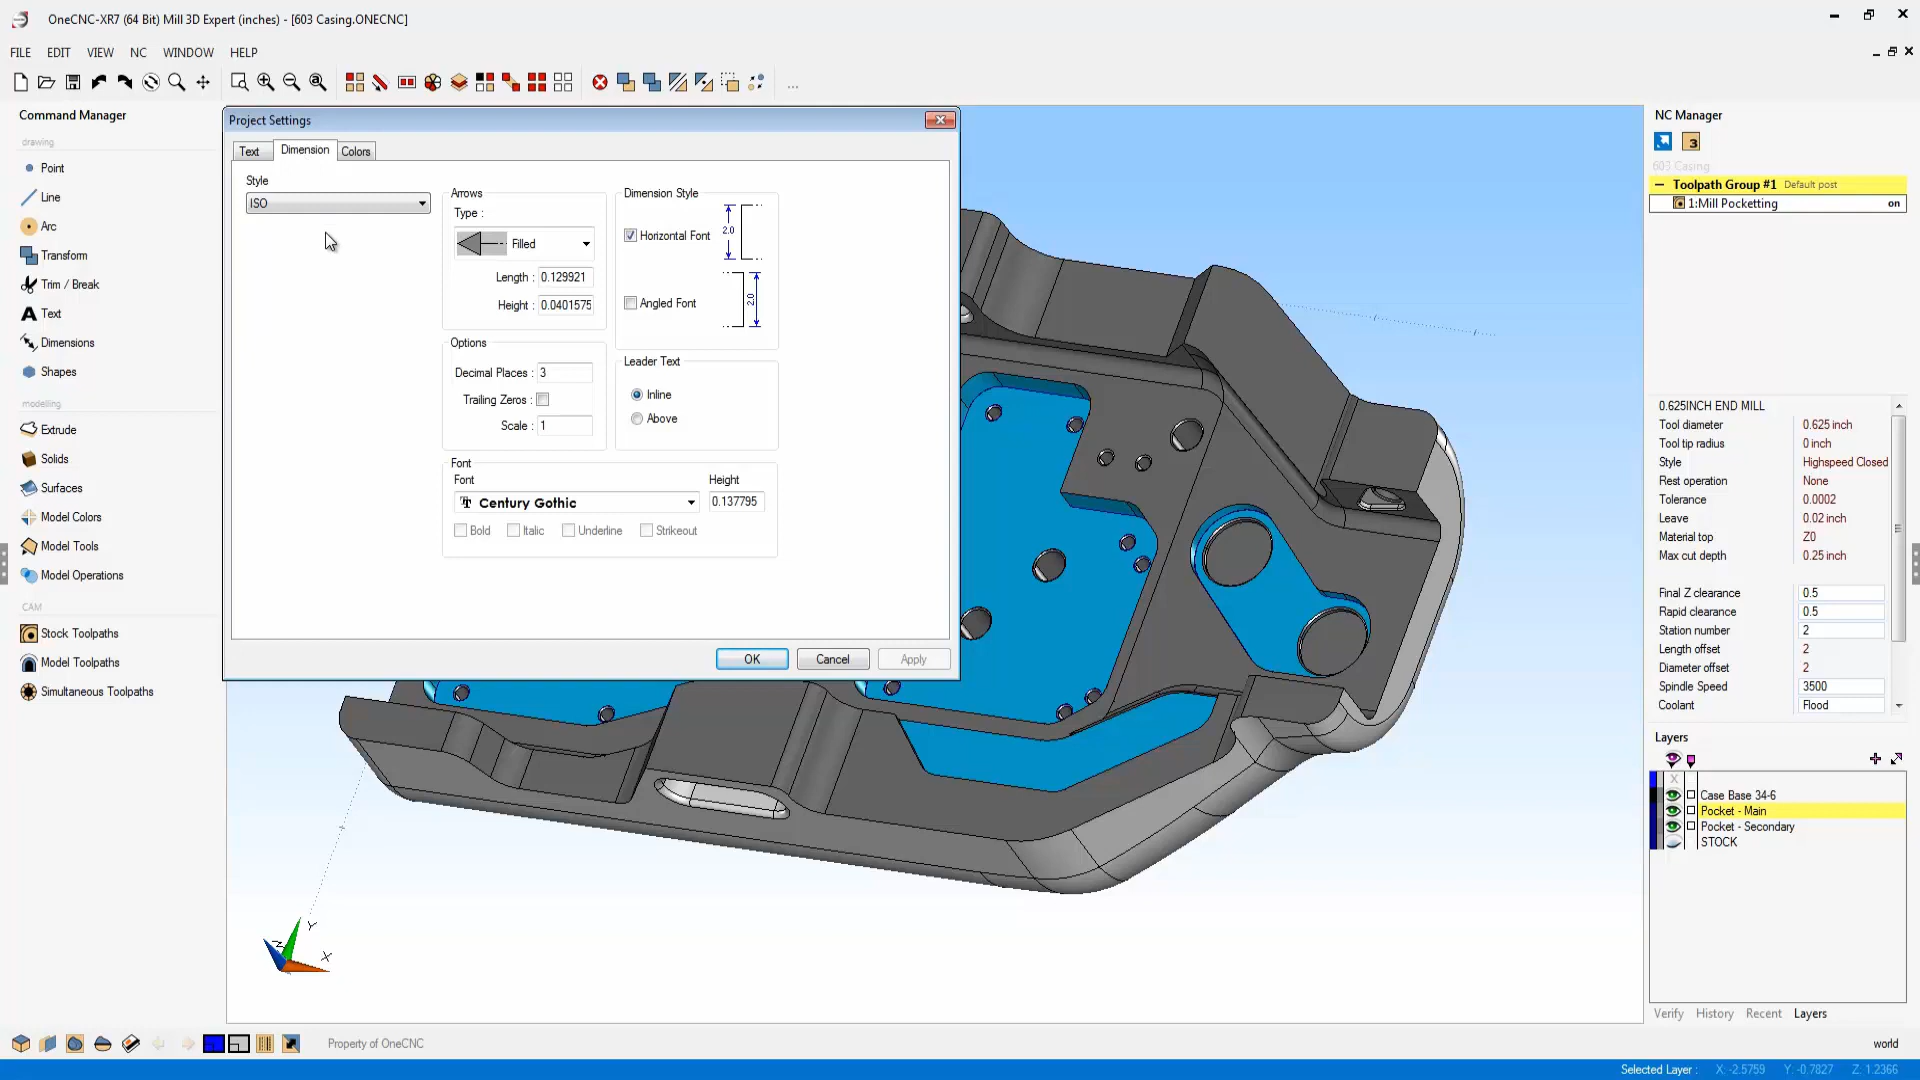 OneCNC-XR7 (64 Bit) Mill 3D Expert (inches) - [603 Casing.ONECNC]
FILE EDIT VIEW NC WINDOW HELP
Command Manager
drawing
Point
Line
Arc
Transform
Trim / Break
Text
Dimensions
Shapes
modelling
Extrude
Solids
Surfaces
Model Colors
Model Tools
Model Operations
CAM
Stock Toolpaths
Model Toolpaths
Simultaneous Toolpaths
Project Settings
Text Dimension Colors
Style
ISO
Arrows
Type :
Filled
Length : 0.129921
Height : 0.0401575
Options
Decimal Places : 3
Trailing Zeros :
Scale : 1
Dimension Style
Horizontal Font
2.0
Angled Font
2.0
Leader Text
Inline
Above
Font
Font Height
Century Gothic 0.137795
Bold Italic Underline Strikeout
OK Cancel Apply
Y
Z
X
NC Manager
3
603 Casing
Toolpath Group #1 Default post
1:Mill Pocketting on
0.625INCH END MILL
Tool diameter 0.625 inch
Tool tip radius 0 inch
Style Highspeed Closed
Rest operation None
Tolerance 0.0002
Leave 0.02 inch
Material top Z0
Max cut depth 0.25 inch
Final Z clearance 0.5
Rapid clearance 0.5
Station number 2
Length offset 2
Diameter offset 2
Spindle Speed 3500
Coolant Flood
Layers
X
Case Base 34-6
Pocket - Main
Pocket - Secondary
STOCK
Verify History Recent Layers
Property of OneCNC
world
Selected Layer : X: -2.5759 Y: -0.7827 Z: 1.2366